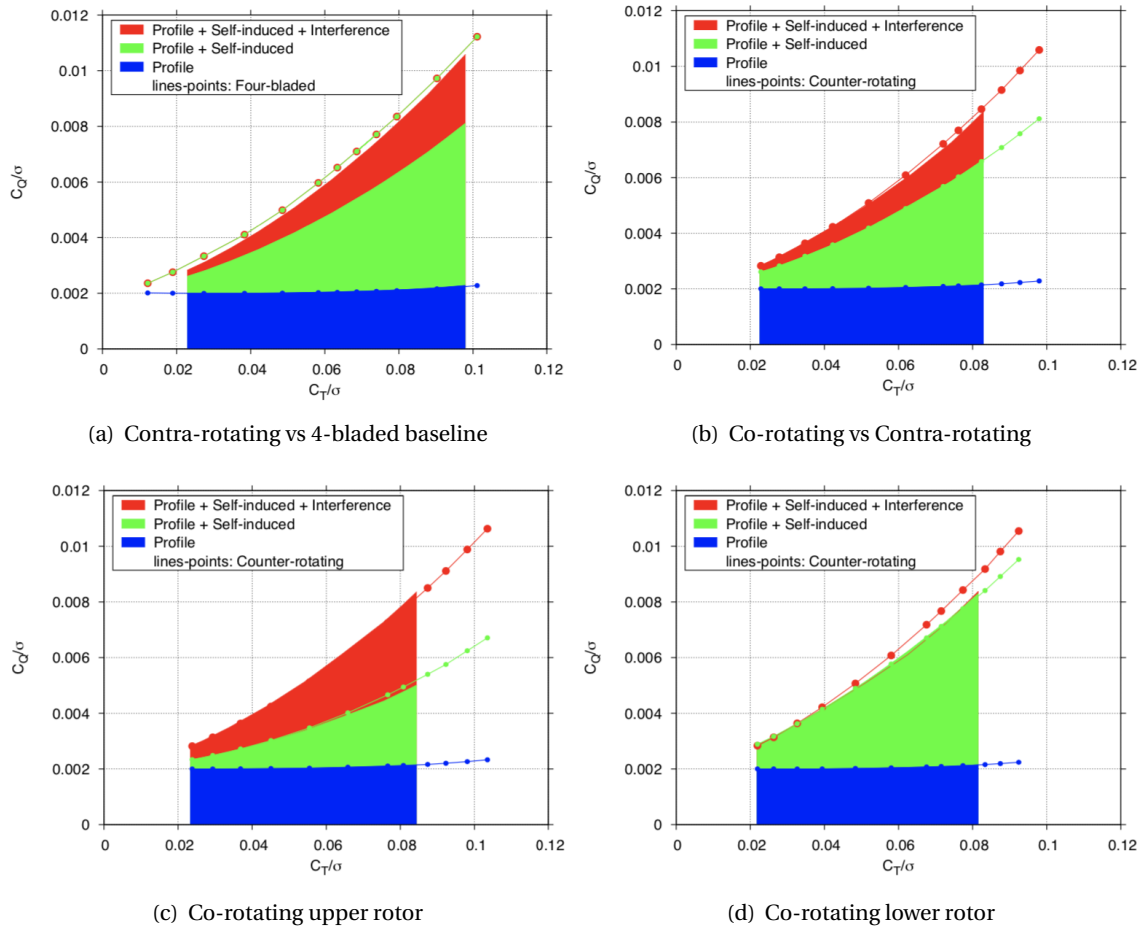 0.012
0.01
0.008
0.006
0.004
0.002
0
C_Q/σ
Profile + Self-induced + Interference
Profile + Self-induced
Profile
lines-points: Four-bladed
0 0.02 0.04 0.06 0.08 0.1 0.12
C_T/σ
(a) Contra-rotating vs 4-bladed baseline
0.012
0.01
0.008
0.006
0.004
0.002
0
C_Q/σ
Profile + Self-induced + Interference
Profile + Self-induced
Profile
lines-points: Counter-rotating
0 0.02 0.04 0.06 0.08 0.1 0.12
C_T/σ
(b) Co-rotating vs Contra-rotating
0.012
0.01
0.008
0.006
0.004
0.002
0
C_Q/σ
Profile + Self-induced + Interference
Profile + Self-induced
Profile
lines-points: Counter-rotating
0 0.02 0.04 0.06 0.08 0.1 0.12
C_T/σ
(c) Co-rotating upper rotor
0.012
0.01
0.008
0.006
0.004
0.002
0
C_Q/σ
Profile + Self-induced + Interference
Profile + Self-induced
Profile
lines-points: Counter-rotating
0 0.02 0.04 0.06 0.08 0.1 0.12
C_T/σ
(d) Co-rotating lower rotor